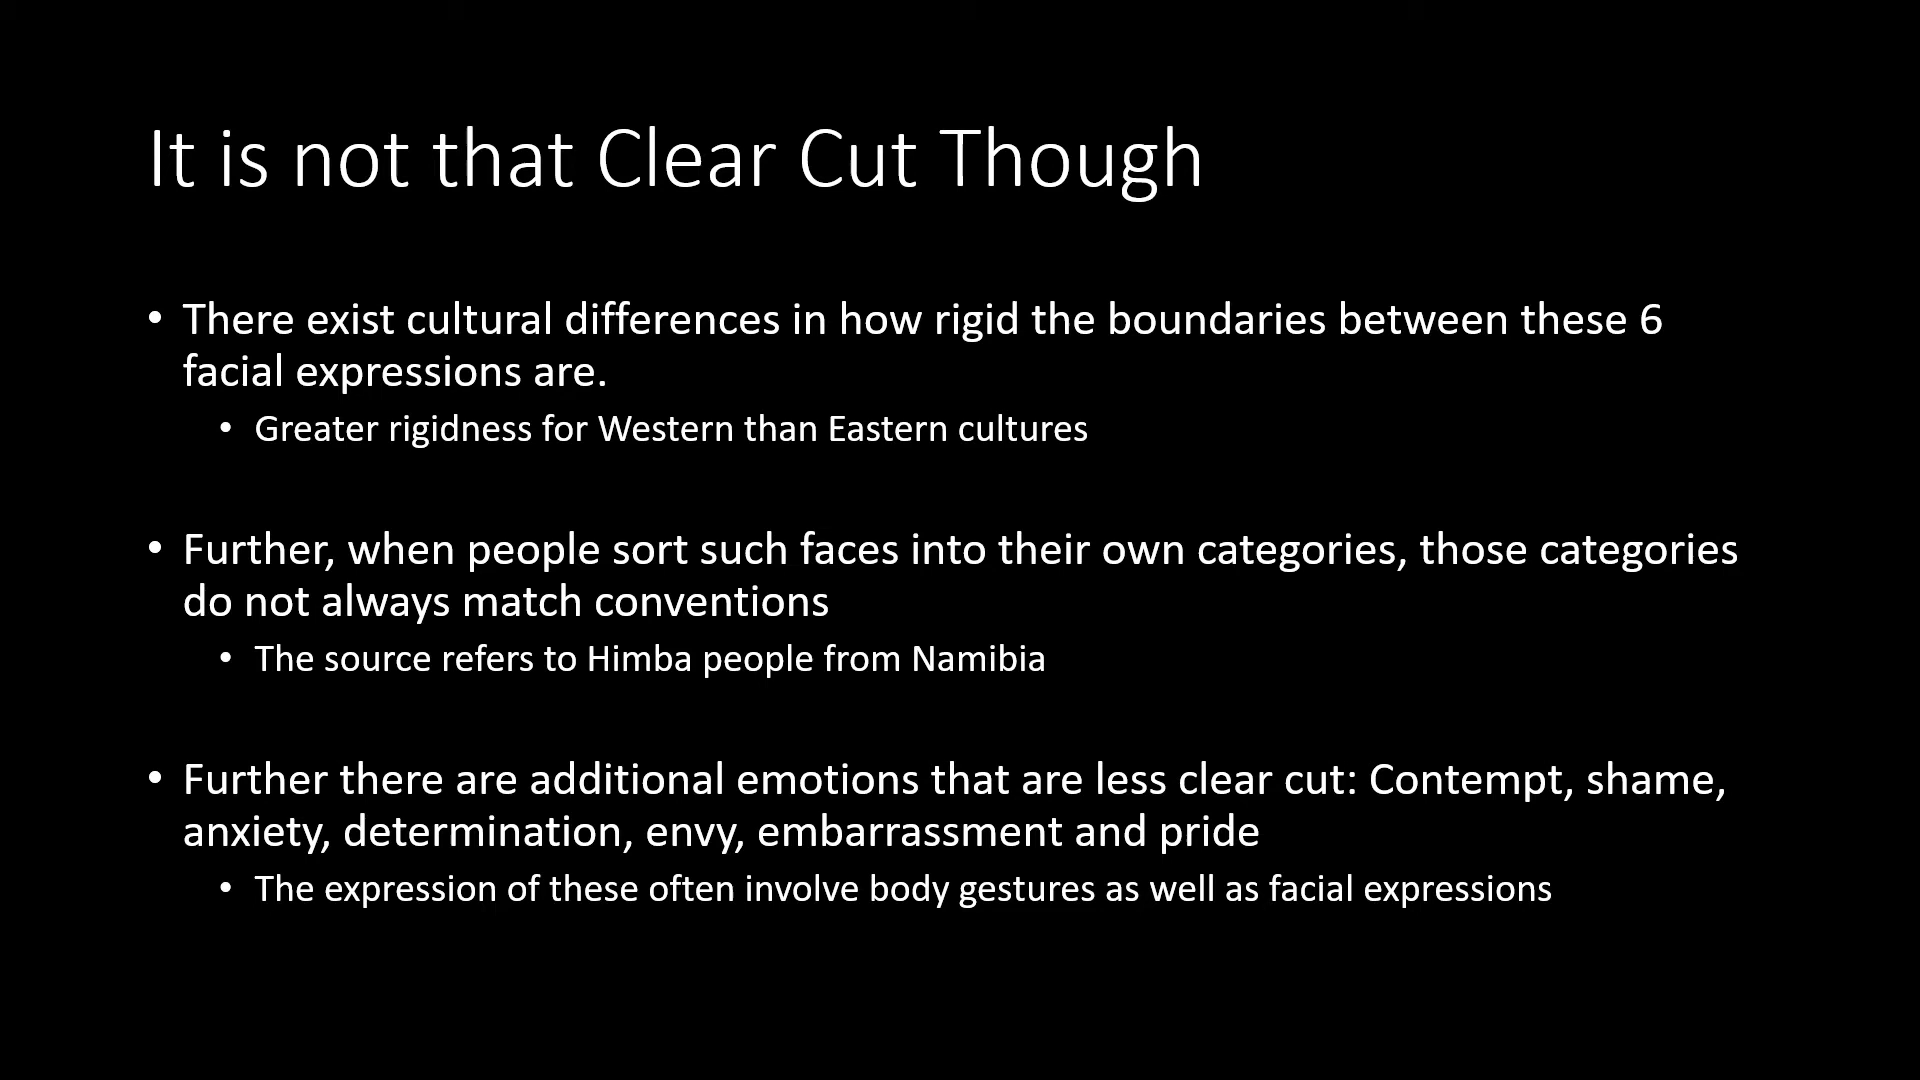 It is not that Clear Cut Though
• There exist cultural differences in how rigid the boundaries between these 6
facial expressions are.
• Greater rigidness for Western than Eastern cultures
• Further, when people sort such faces into their own categories, those categories
do not always match conventions
• The source refers to Himba people from Namibia
• Further there are additional emotions that are less clear cut: Contempt, shame,
anxiety, determination, envy, embarrassment and pride
• The expression of these often involve body gestures as well as facial expressions